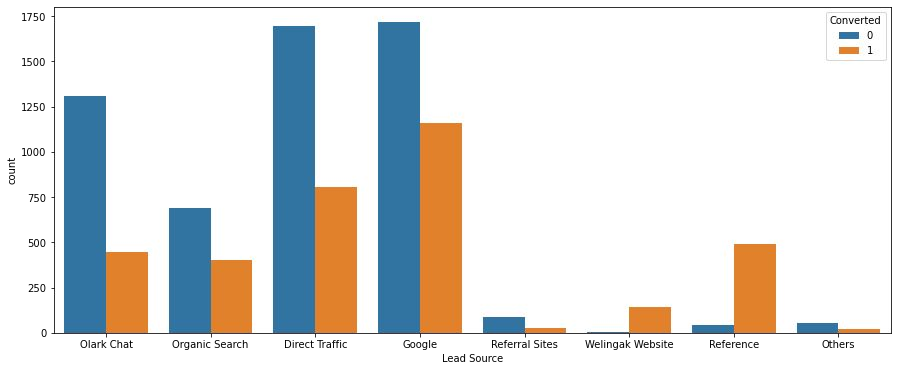 1750
1500
1250
1000
750
500
250
0
count
Converted
0
1
Olark Chat
Organic Search
Direct Traffic
Google
Referral Sites
Welingak Website
Reference
Others
Lead Source